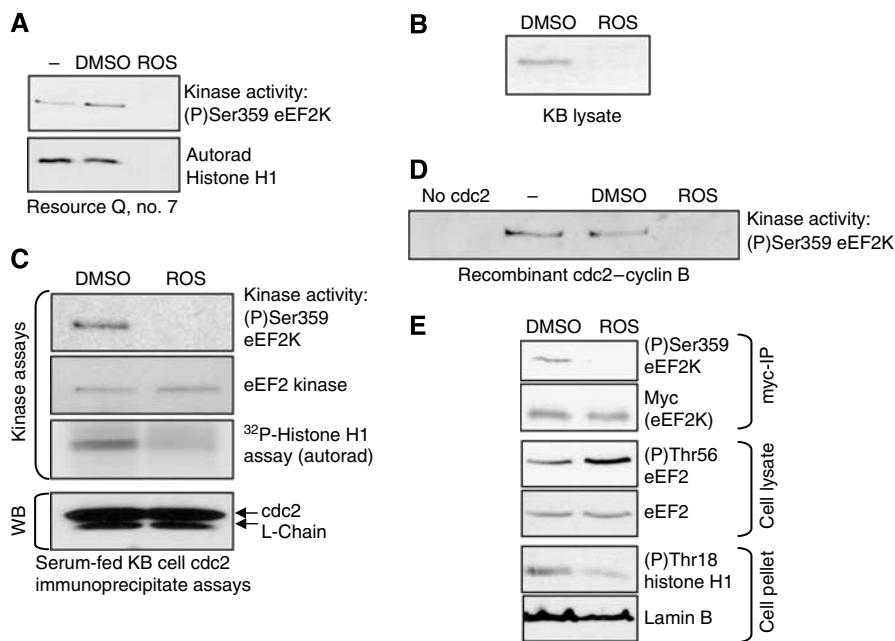 A
– DMSO ROS
Kinase activity:
(P)Ser359 eEF2K
Autorad
Histone H1
Resource Q, no. 7
B
DMSO ROS
KB lysate
D
No cdc2 – DMSO ROS
Kinase activity:
(P)Ser359 eEF2K
Recombinant cdc2–cyclin B
C
DMSO ROS
Kinase assays
Kinase activity:
(P)Ser359
eEF2K
eEF2 kinase
32P-Histone H1
assay (autorad)
WB
cdc2
L-Chain
Serum-fed KB cell cdc2
immunoprecipitate assays
E
DMSO ROS
(P)Ser359
eEF2K
Myc
(eEF2K)
myc-IP
(P)Thr56
eEF2
eEF2
Cell lysate
(P)Thr18
histone H1
Lamin B
Cell pellet